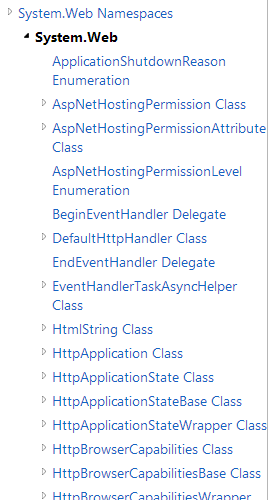 System.Web Namespaces
System.Web
ApplicationShutdownReason
Enumeration
AspNetHostingPermission Class
AspNetHostingPermissionAttribute
Class
AspNetHostingPermissionLevel
Enumeration
BeginEventHandler Delegate
DefaultHttpHandler Class
EndEventHandler Delegate
EventHandlerTaskAsyncHelper
Class
HtmlString Class
HttpApplication Class
HttpApplicationState Class
HttpApplicationStateBase Class
HttpApplicationStateWrapper Class
HttpBrowserCapabilities Class
HttpBrowserCapabilitiesBase Class
HttpBrowserCapabilitiesWrapper